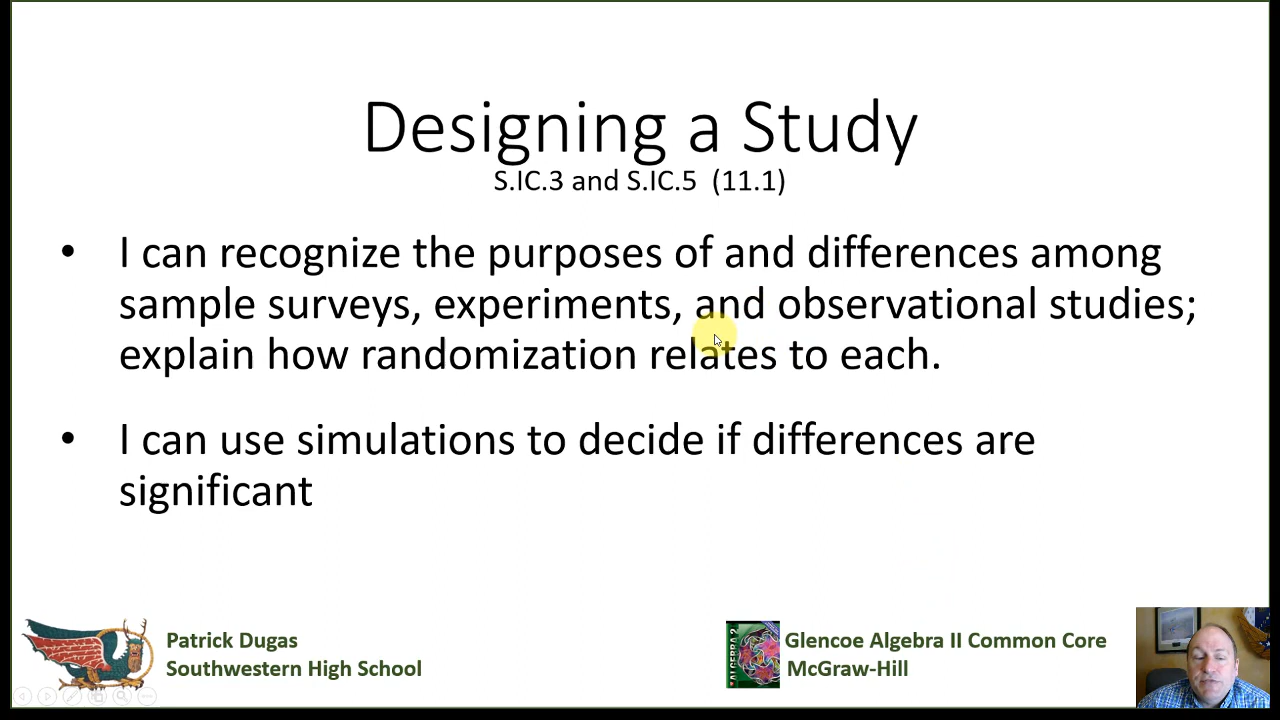 Designing a Study
S.IC.3 and S.IC.5 (11.1)
• I can recognize the purposes of and differences among
sample surveys, experiments, and observational studies;
explain how randomization relates to each.
• I can use simulations to decide if differences are
significant
Patrick Dugas
Southwestern High School
ALGEBRA 2
Glencoe Algebra II Common Core
McGraw-Hill